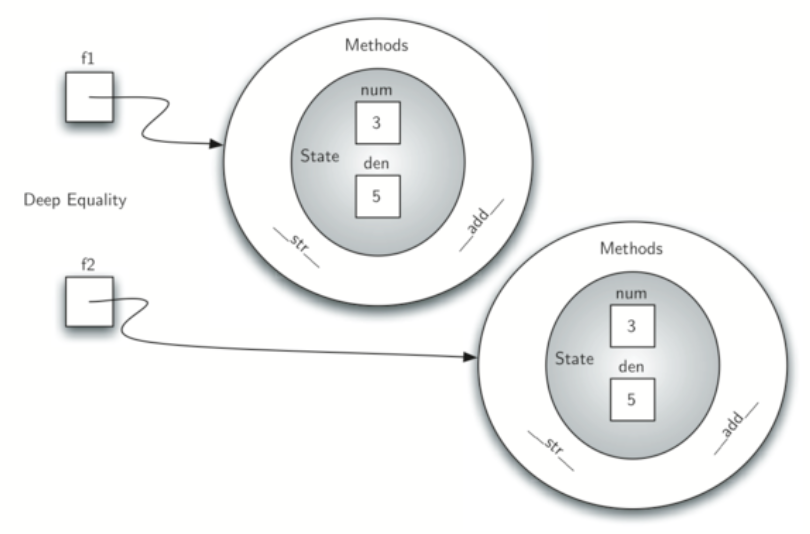 f1
Methods
num
3
State
den
5
__str__
__add__
Deep Equality
f2
Methods
num
3
State
den
5
__str__
__add__